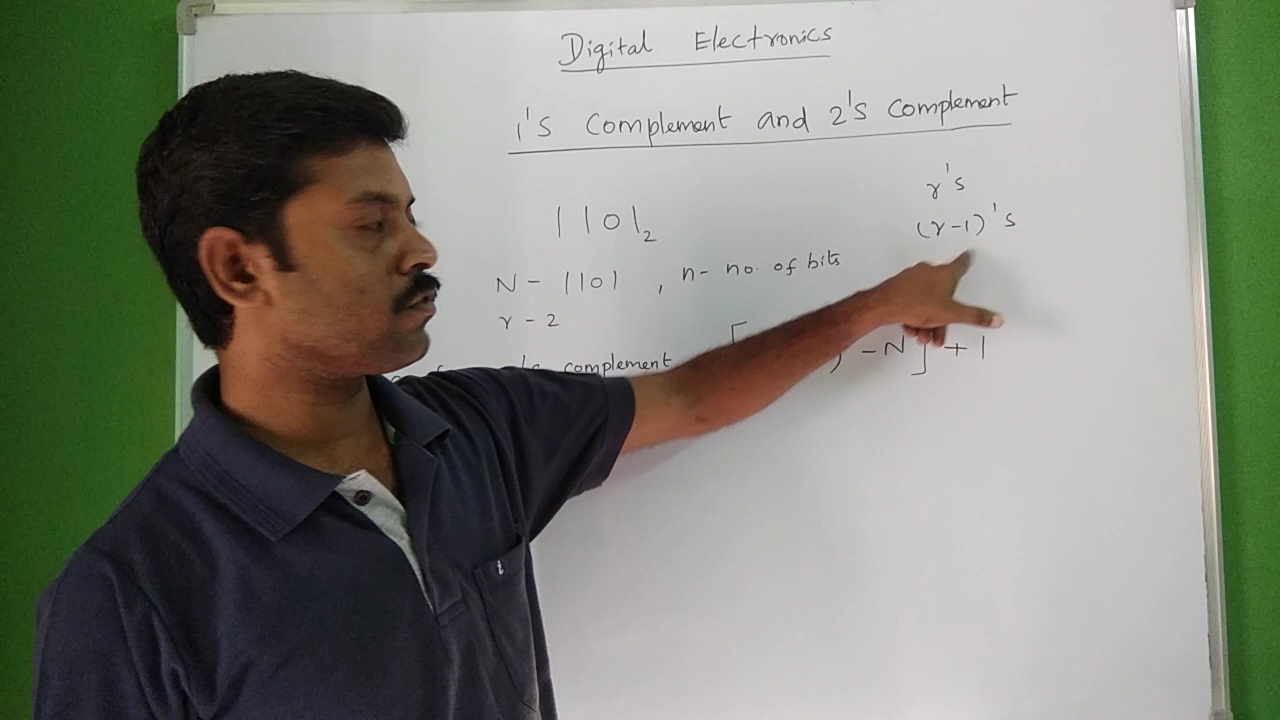 Digital Electronics
1's Complement and 2's Complement
r's
1101₂
(r-1)'s
N - 1101 , n - no. of bits
r - 2
complement [ ) - N ] + 1
t